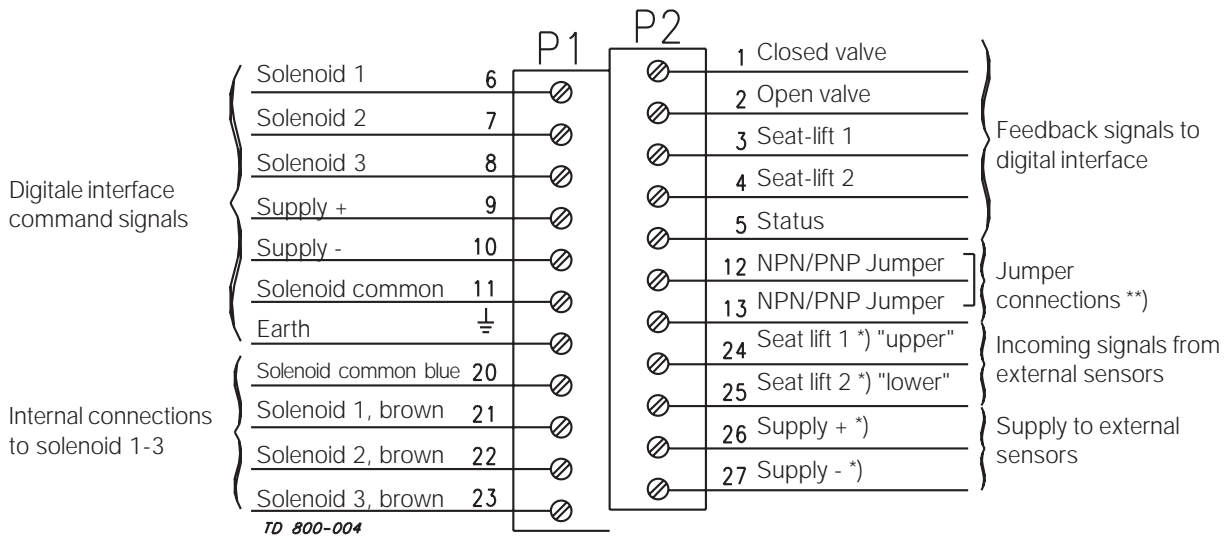 P1
P2
Digitale interface
command signals
Solenoid 1 6
Solenoid 2 7
Solenoid 3 8
Supply + 9
Supply - 10
Solenoid common 11
Earth
Internal connections
to solenoid 1-3
Solenoid common blue 20
Solenoid 1, brown 21
Solenoid 2, brown 22
Solenoid 3, brown 23
TD 800-004
1 Closed valve
2 Open valve
3 Seat-lift 1
4 Seat-lift 2
5 Status
Feedback signals to
digital interface
12 NPN/PNP Jumper
13 NPN/PNP Jumper
Jumper
connections **)
24 Seat lift 1 *) "upper"
25 Seat lift 2 *) "lower"
Incoming signals from
external sensors
26 Supply + *)
27 Supply - *)
Supply to external
sensors